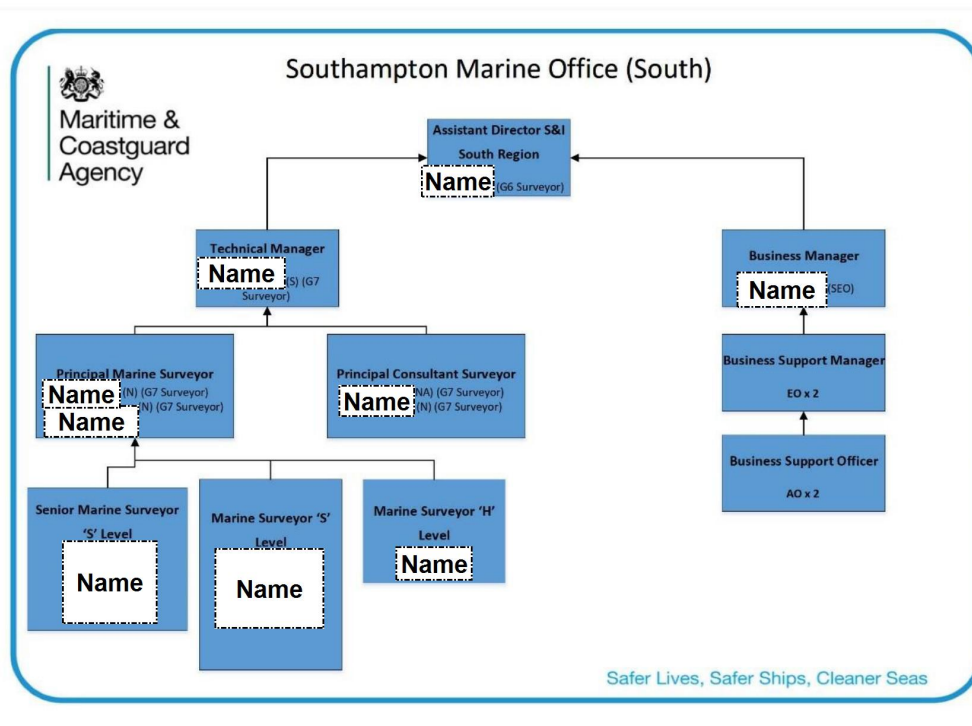 Southampton Marine Office (South)
Maritime &
Coastguard
Agency
Assistant Director S&I
South Region
Name (G6 Surveyor)
Technical Manager
Name (S) (G7
Surveyor)
Business Manager
Name (SEO)
Principal Marine Surveyor
Name (N) (G7 Surveyor)
Name (N) (G7 Surveyor)
Principal Consultant Surveyor
Name NA) (G7 Surveyor)
(N) (G7 Surveyor)
Business Support Manager
EO x 2
Business Support Officer
AO x 2
Senior Marine Surveyor
‘S’ Level
Name
Marine Surveyor ‘S’
Level
Name
Marine Surveyor ‘H’
Level
Name
Safer Lives, Safer Ships, Cleaner Seas